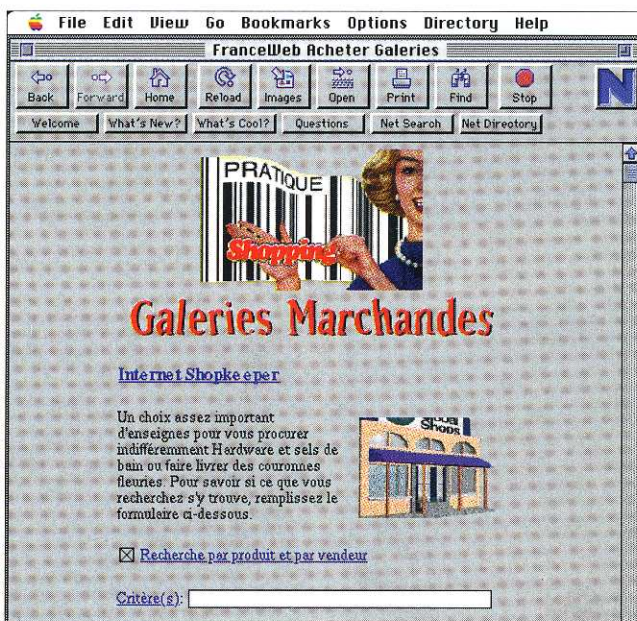 File Edit View Go Bookmarks Options Directory Help
FranceWeb Acheter Galeries
Back Forward Home Reload Images Open Print Find Stop
N
Welcome What's New? What's Cool? Questions Net Search Net Directory
PRATIQUE
Shopping
Galeries Marchandes
Internet Shopkeeper
Un choix assez important
d'enseignes pour vous procurer
indifféremment Hardware et sels de
bain ou faire livrer des couronnes
fleuries. Pour savoir si ce que vous
recherchez s'y trouve, remplissez le
formulaire ci-dessous.
Shops
Recherche par produit et par vendeur
Critère(s):